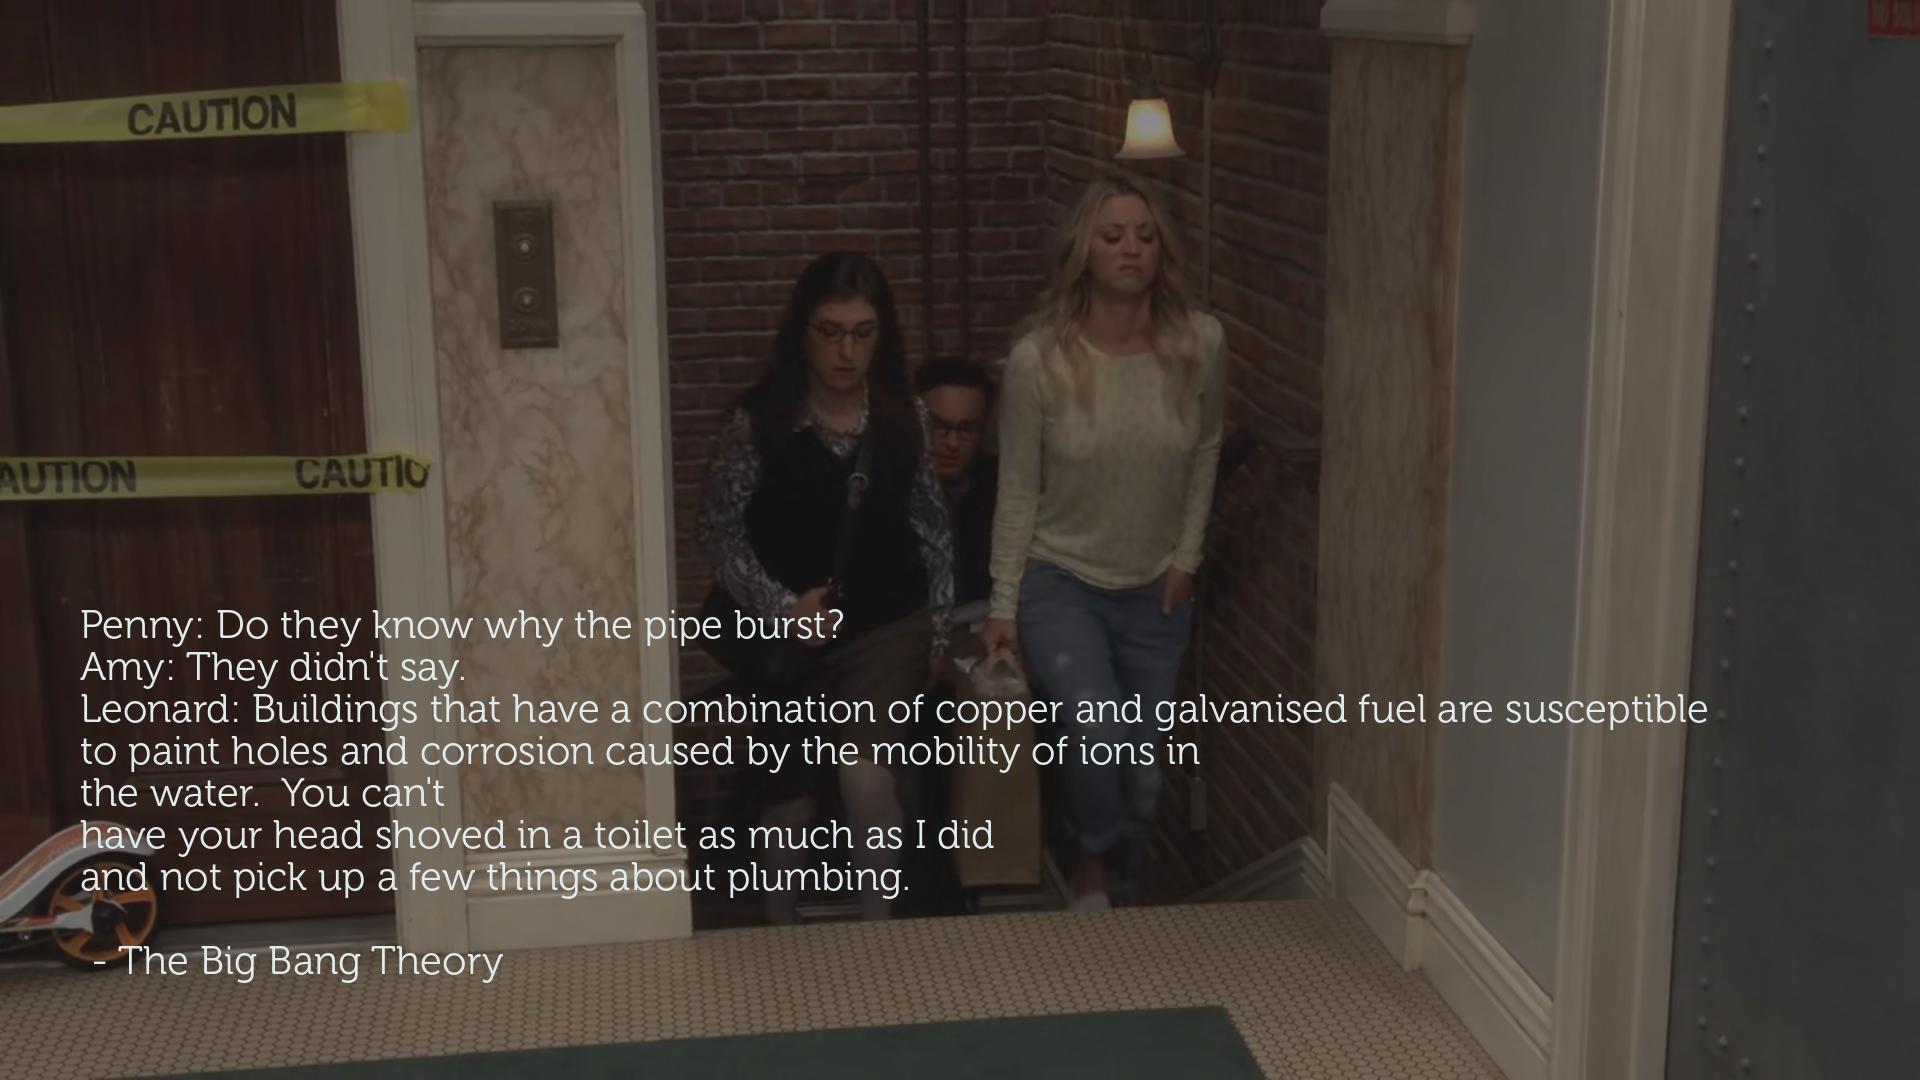 CAUTION
AUTION CAUTIO
Penny: Do they know why the pipe burst?
Amy: They didn't say.
Leonard: Buildings that have a combination of copper and galvanised fuel are susceptible
to paint holes and corrosion caused by the mobility of ions in
the water.  You can't
have your head shoved in a toilet as much as I did
and not pick up a few things about plumbing.
- The Big Bang Theory